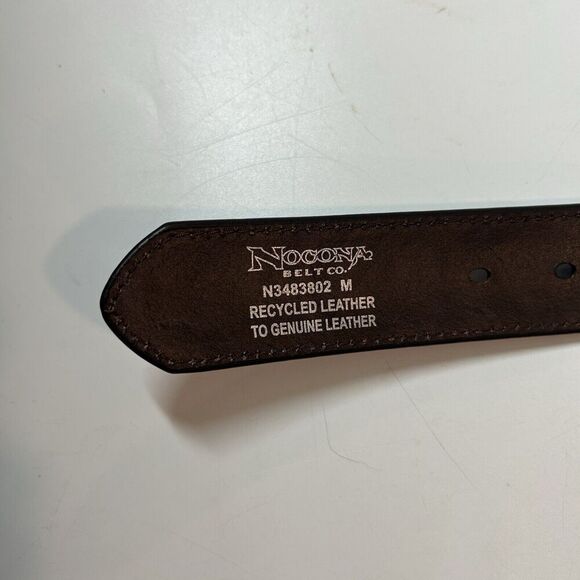 NOCONA
BELT CO.
N3483802 M
RECYCLED LEATHER
TO GENUINE LEATHER